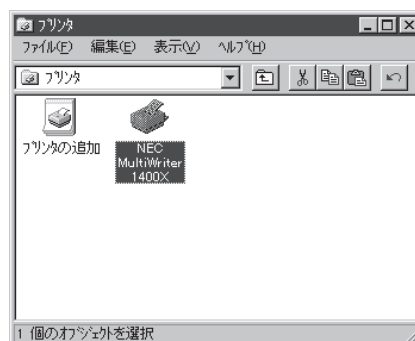 プリンタ
ファイル(F) 編集(E) 表示(V) ヘルプ(H)
プリンタ
プリンタの追加
NEC
MultiWriter
1400X
1 個のオブジェクトを選択